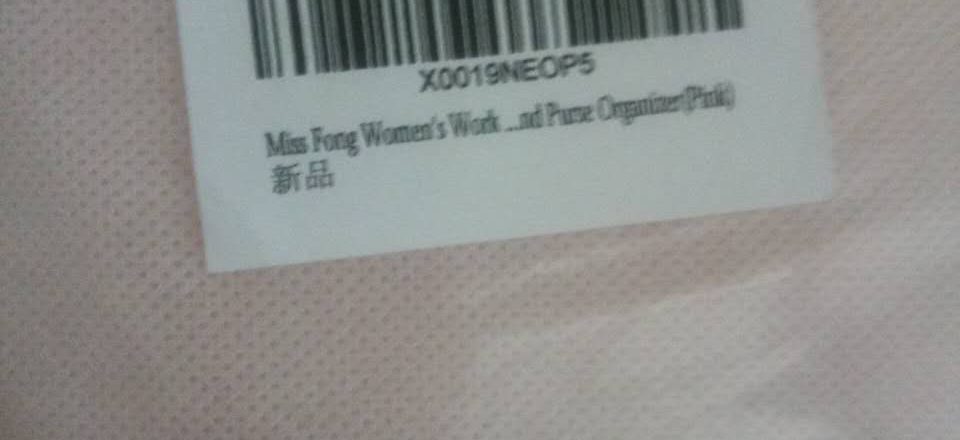 X0019NEOP5
Miss Fong Women's Work ...nd Purse Organizer(Pink)
新品